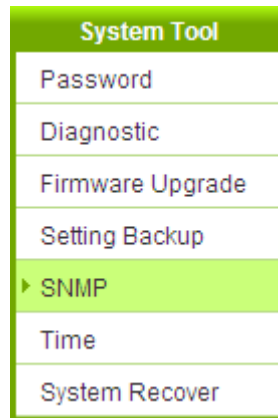 System Tool
Password
Diagnostic
Firmware Upgrade
Setting Backup
SNMP
Time
System Recover